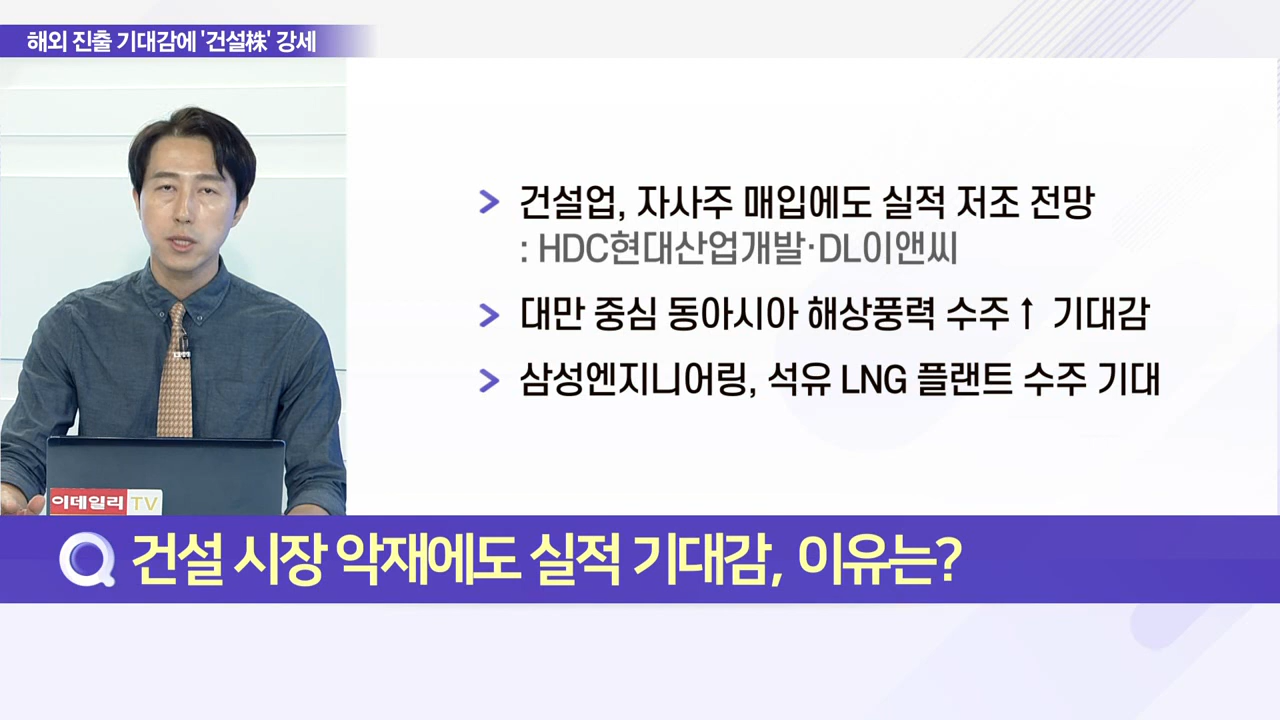 해외 진출 기대감에 '건설株' 강세
> 건설업, 자사주 매입에도 실적 저조 전망
: HDC현대산업개발·DL이앤씨
> 대만 중심 동아시아 해상풍력 수주↑ 기대감
> 삼성엔지니어링, 석유 LNG 플랜트 수주 기대
이데일리 TV
Q 건설 시장 악재에도 실적 기대감, 이유는?